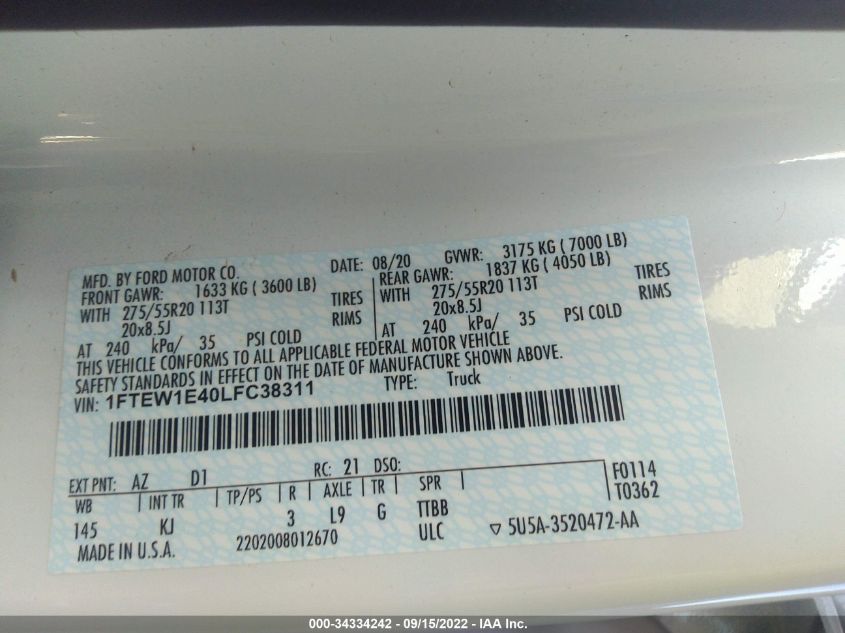 MFD. BY FORD MOTOR CO. DATE: 08/20 GVWR: 3175 KG ( 7000 LB)
FRONT GAWR: 1633 KG ( 3600 LB) REAR GAWR: 1837 KG ( 4050 LB)
WITH 275/55R20 113T TIRES WITH 275/55R20 113T TIRES
20x8.5J RIMS 20x8.5J RIMS
AT 240 kPa/ 35 PSI COLD AT 240 kPa/ 35 PSI COLD
THIS VEHICLE CONFORMS TO ALL APPLICABLE FEDERAL MOTOR VEHICLE
SAFETY STANDARDS IN EFFECT ON THE DATE OF MANUFACTURE SHOWN ABOVE.
VIN: 1FTEW1E40LFC38311 TYPE: Truck
EXT PNT: AZ D1 RC: 21 DSO: F0114
WB INT TR TP/PS R AXLE TR SPR T0362
145 KJ 3 L9 G TTBB
MADE IN U.S.A. 2202008012670 ULC ▽ 5U5A-3520472-AA
000-34334242 - 09/15/2022 - IAA Inc.